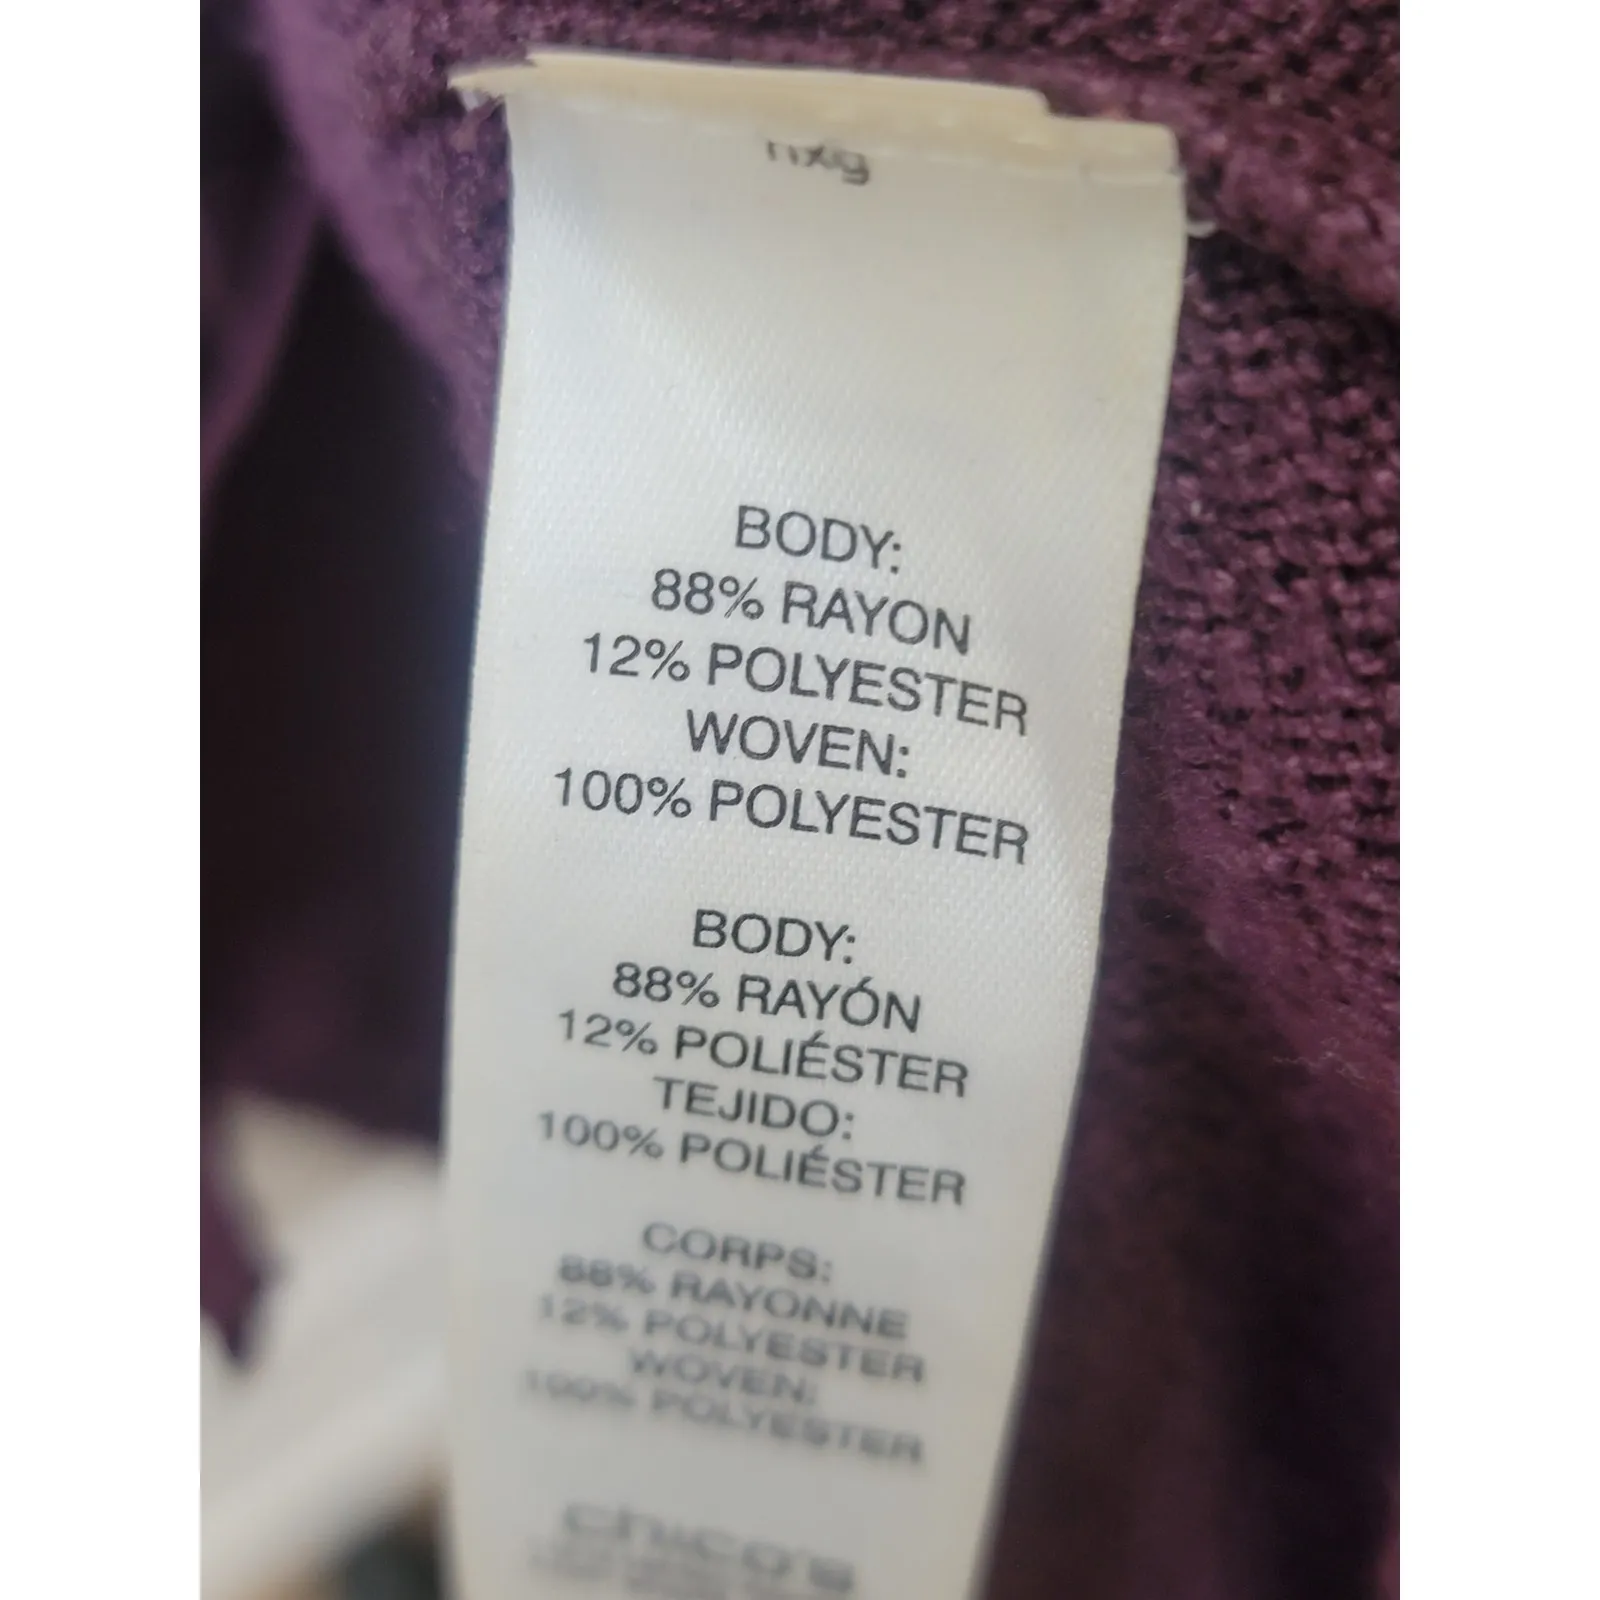 BODY:
88% RAYON
12% POLYESTER
WOVEN:
100% POLYESTER
BODY:
88% RAYÓN
12% POLIÉSTER
TEJIDO:
100% POLIÉSTER
CORPS:
88% RAYONNE
12% POLYESTER
WOVEN:
100% POLYESTER
chico's